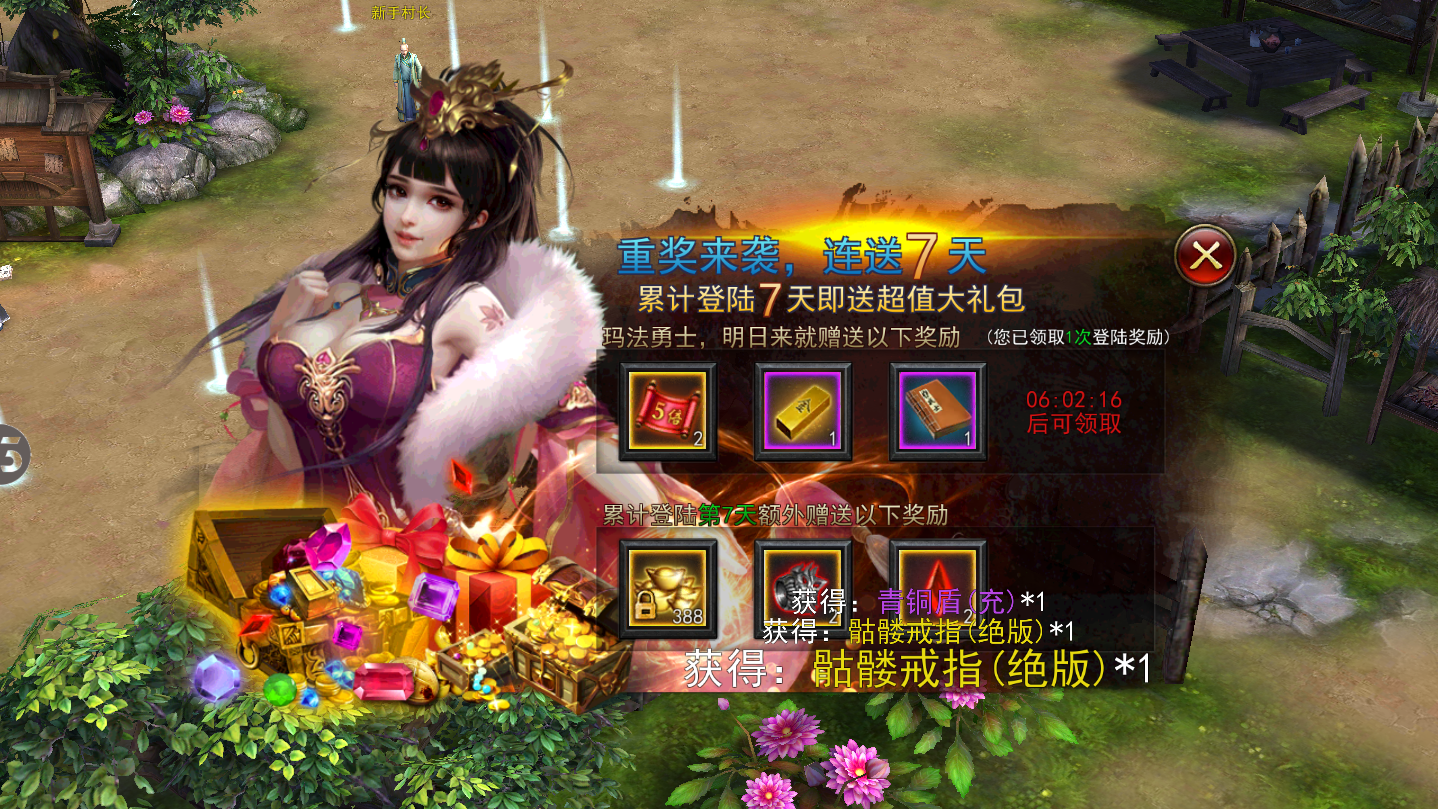 新手村长
重奖来袭，连送7天
累计登陆7天即送超值大礼包
玛法勇士，明日来就赠送以下奖励 （您已领取1次登陆奖励）
5倍
2
金
1
1
06:02:16
后可领取
累计登陆第7天额外赠送以下奖励
388
2
2
获得：青铜盾(充)*1
获得：骷髅戒指(绝版)*1
获得：骷髅戒指(绝版)*1